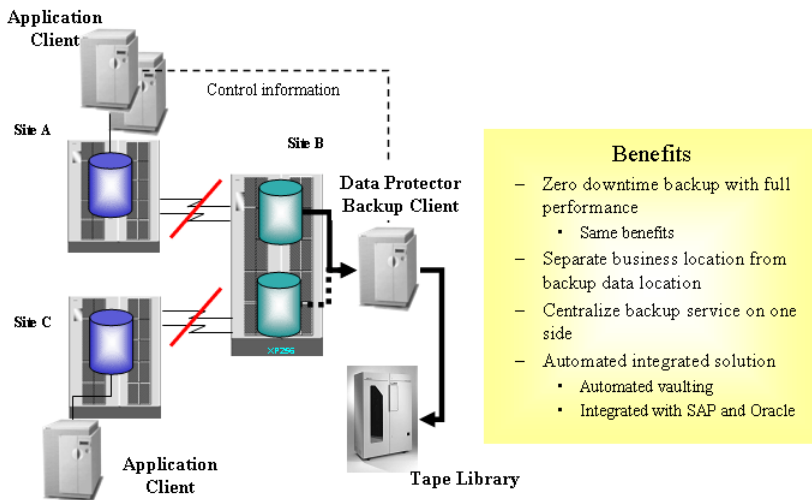 Application
Client
Control information
Site A
Site B
Data Protector
Backup Client
Site C
XP256
Application
Client
Tape Library
Benefits
– Zero downtime backup with full
performance
• Same benefits
– Separate business location from
backup data location
– Centralize backup service on one
side
– Automated integrated solution
• Automated vaulting
• Integrated with SAP and Oracle